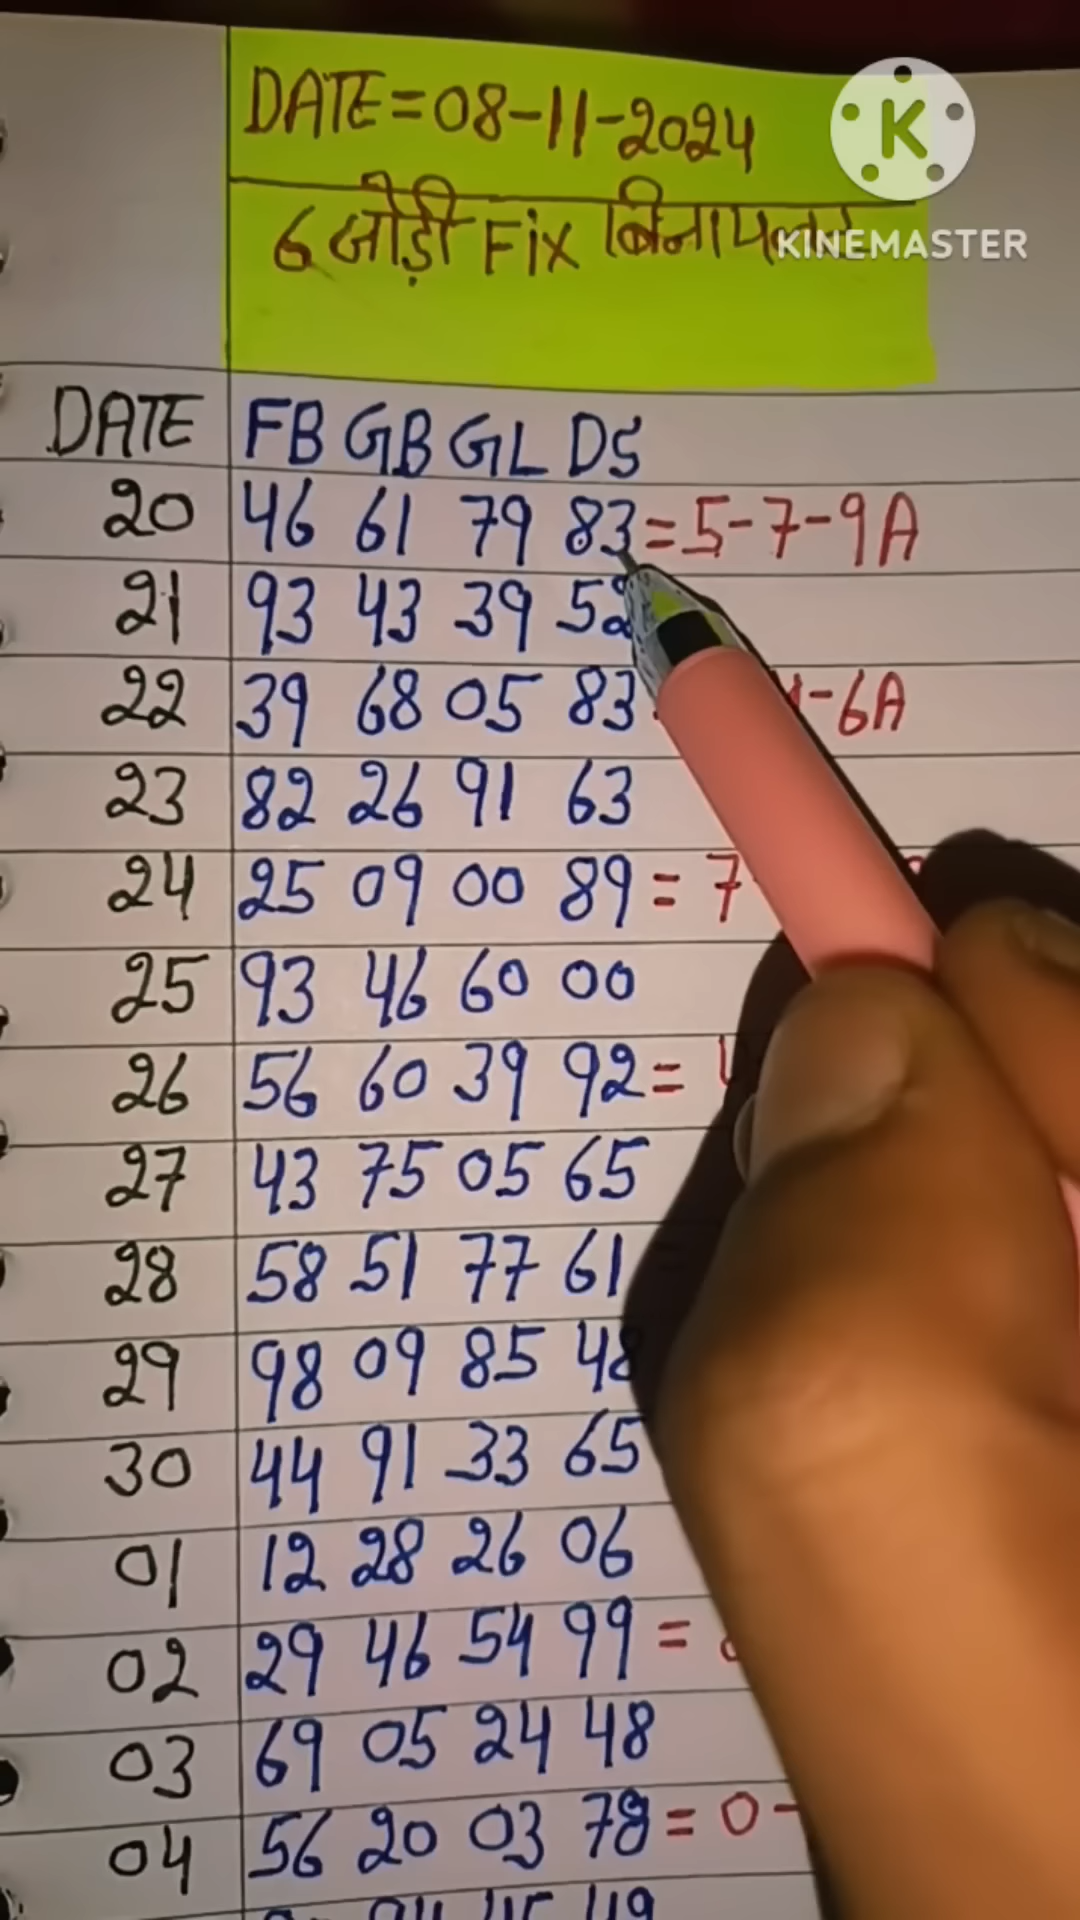 DATE=08-11-2024
K
6 जोड़ी Fix बिना
KINEMASTER
DATE FB GB GL DS
20 46 61 79 83=5-7-9A
21 93 43 39 52
22 39 68 05 83 -6A
23 82 26 91 63
24 25 09 00 89 = 7
25 93 46 60 00
26 56 60 39 92=
27 43 75 05 65
28 58 51 77 61
29 98 09 85 48
30 44 91 33 65
01 12 28 26 06
02 29 46 54 99 =
03 69 05 24 48
04 56 20 03 78 = 0-